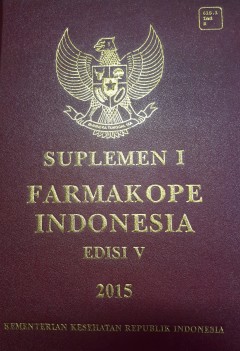 SUPLEMEN I
FARMAKOPE
INDONESIA
EDISI V
2015
KEMENTERIAN KESEHATAN REPUBLIK INDONESIA